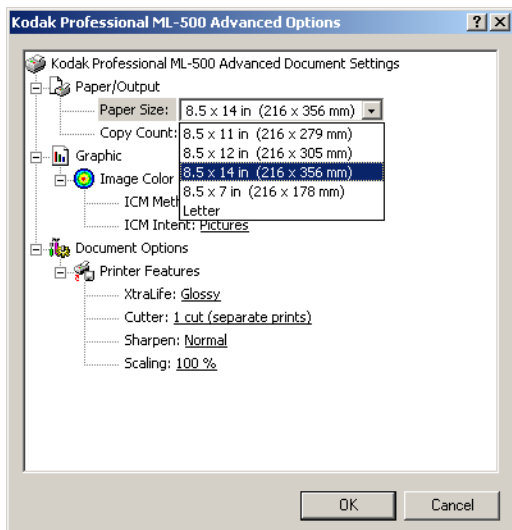 Kodak Professional ML-500 Advanced Options
Kodak Professional ML-500 Advanced Document Settings
Paper/Output
Paper Size: 8.5 x 14 in (216 x 356 mm)
Copy Count:
8.5 x 11 in (216 x 279 mm)
8.5 x 12 in (216 x 305 mm)
8.5 x 14 in (216 x 356 mm)
8.5 x 7 in (216 x 178 mm)
Letter
Graphic
Image Color
ICM Meth
ICM Intent: Pictures
Document Options
Printer Features
XtraLife: Glossy
Cutter: 1 cut (separate prints)
Sharpen: Normal
Scaling: 100 %
OK Cancel